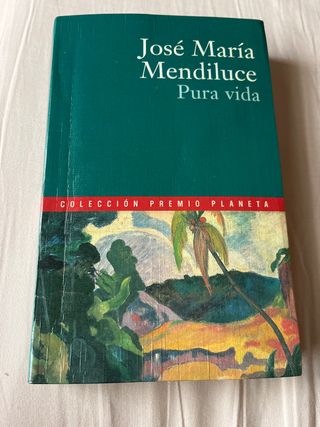 José María
Mendiluce
Pura vida
COLECCIÓN PREMIO PLANETA